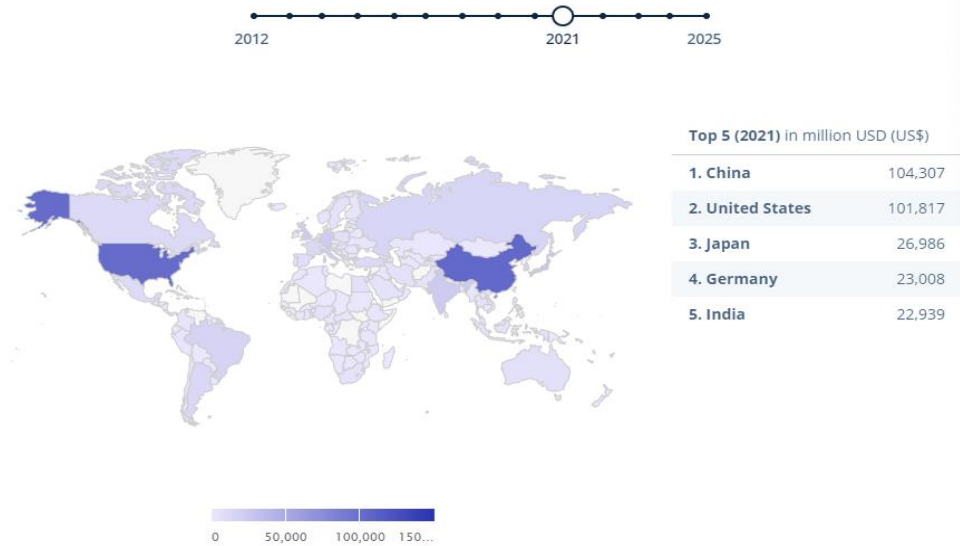 2012 2021 2025
Top 5 (2021) in million USD (US$)
1. China 104,307
2. United States 101,817
3. Japan 26,986
4. Germany 23,008
5. India 22,939
0 50,000 100,000 150...